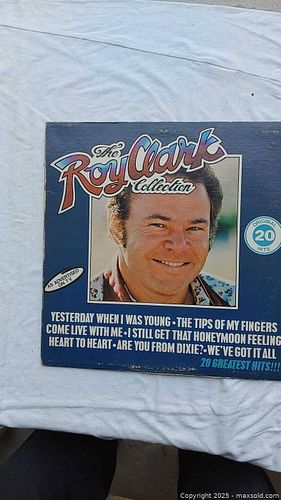 The
Roy Clark
Collection
ORIGINAL
20
HITS
AS ADVERTISED
ON T.V.
YESTERDAY WHEN I WAS YOUNG • THE TIPS OF MY FINGERS
COME LIVE WITH ME • I STILL GET THAT HONEYMOON FEELING
HEART TO HEART • ARE YOU FROM DIXIE? • WE'VE GOT IT ALL
20 GREATEST HITS!!!
Copyright © 2025 - www.maxsold.com